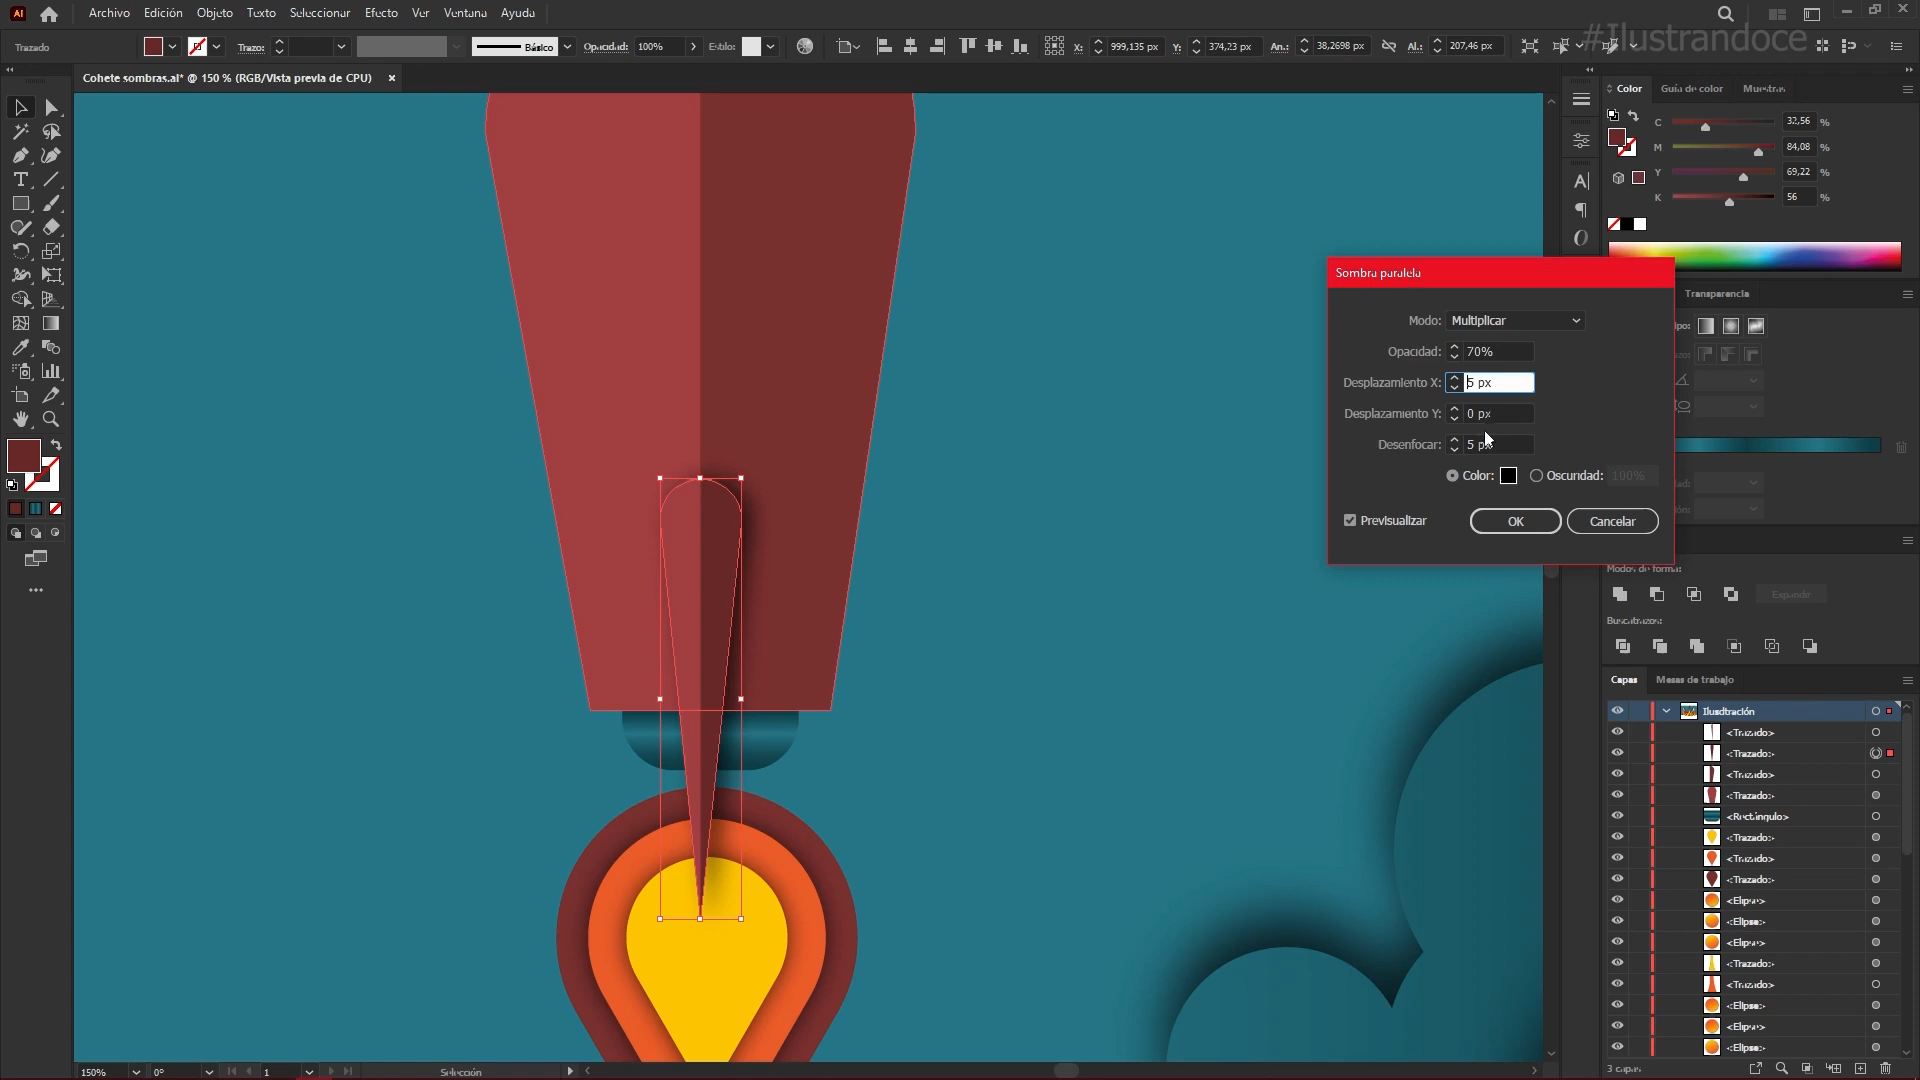 Ai Archivo Edición Objeto Texto Seleccionar Efecto Ver Ventana Ayuda
#Ilustrandoce
Trazado Trazo: Básico Opacidad: 100% Estilo: X: 999,135 px Y: 374,23 px An.: 38,2698 px Al.: 207,46 px
Cohete sombras.ai* @ 150 % (RGB/Vista previa de CPU) ×
Color Guía de color Muestras
C 32,56 %
M 84,08 %
Y 69,22 %
K 56 %
Sombra paralela
Transparencia
Modo: Multiplicar
Opacidad: 70%
Desplazamiento X: 5 px
Desplazamiento Y: 0 px
Desenfocar: 5 px
Color: Oscuridad: 100%
Previsualizar OK Cancelar
Modos de forma:
Expandir
Buscatrazos:
Capas Mesas de trabajo
Ilusdtración
<Trazado>
<Trazado>
<Trazado>
<Trazado>
<Rectángulo>
<Trazado>
<Trazado>
<Trazado>
<Elipse>
<Elipse>
<Elipse>
<Trazado>
<Trazado>
<Elipse>
<Elipse>
<Elipse>
150% 0° 1 Selección 3 capas